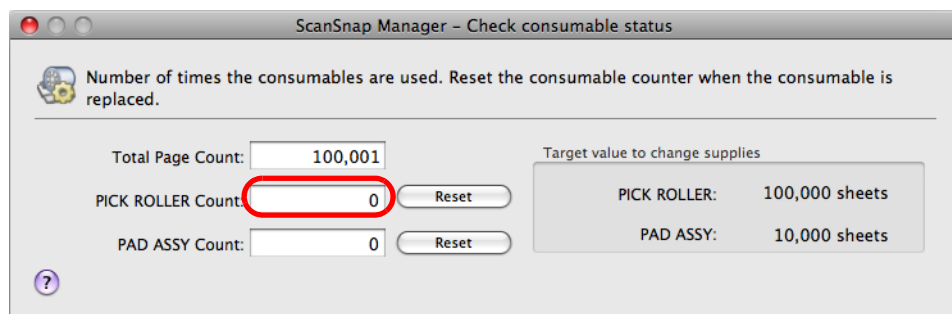 ScanSnap Manager – Check consumable status
Number of times the consumables are used. Reset the consumable counter when the consumable is
replaced.
Total Page Count: 100,001
PICK ROLLER Count: 0 Reset
PAD ASSY Count: 0 Reset
Target value to change supplies
PICK ROLLER: 100,000 sheets
PAD ASSY: 10,000 sheets
?